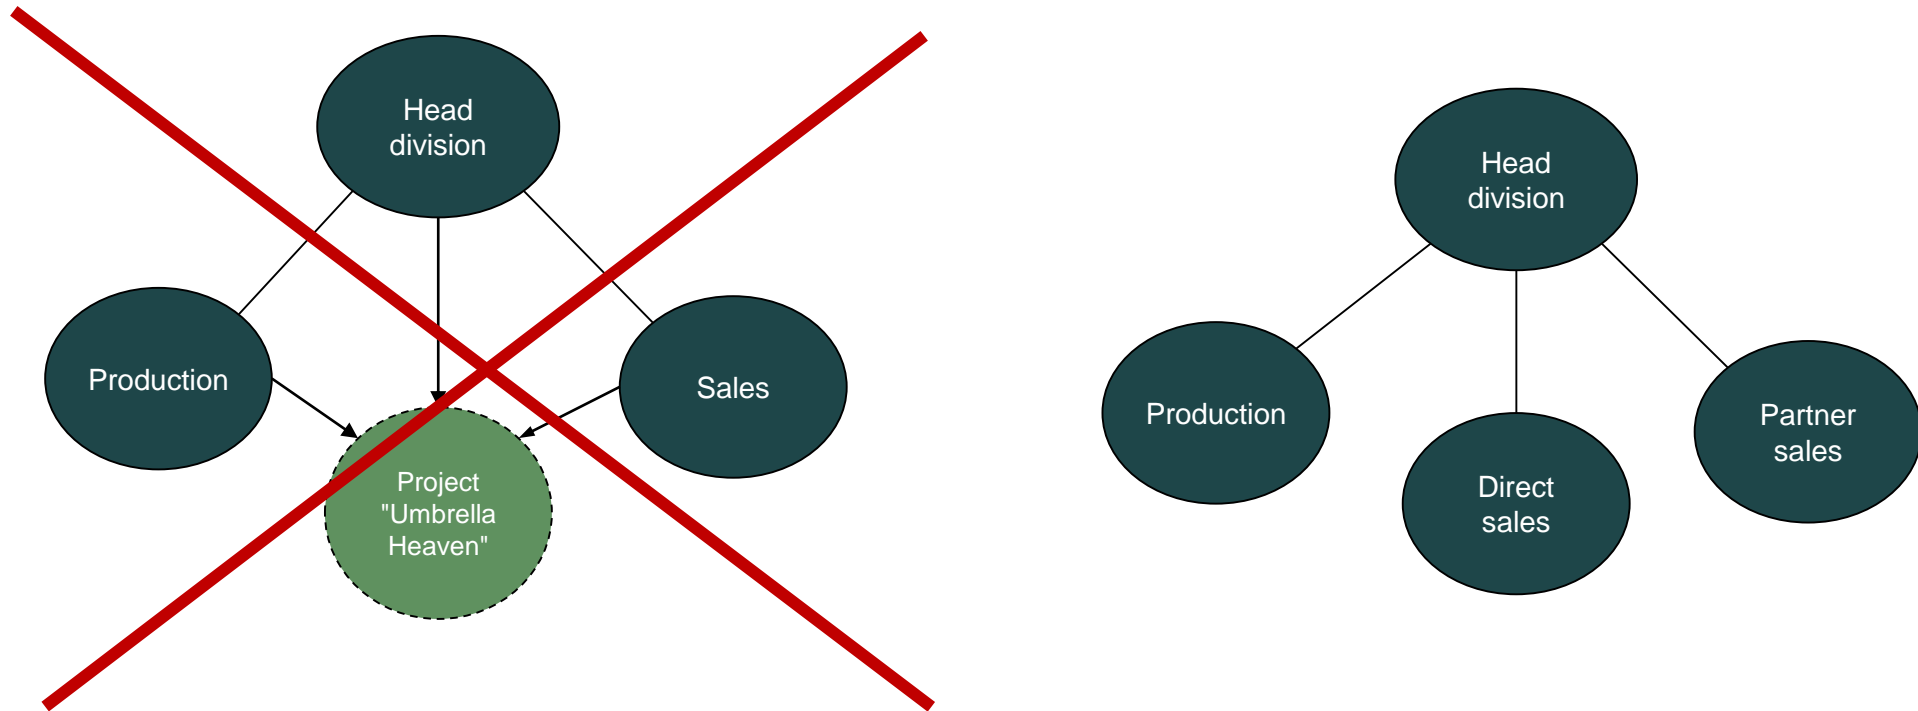 Head
division
Production
Sales
Project
"Umbrella
Heaven"
Head
division
Production
Direct
sales
Partner
sales